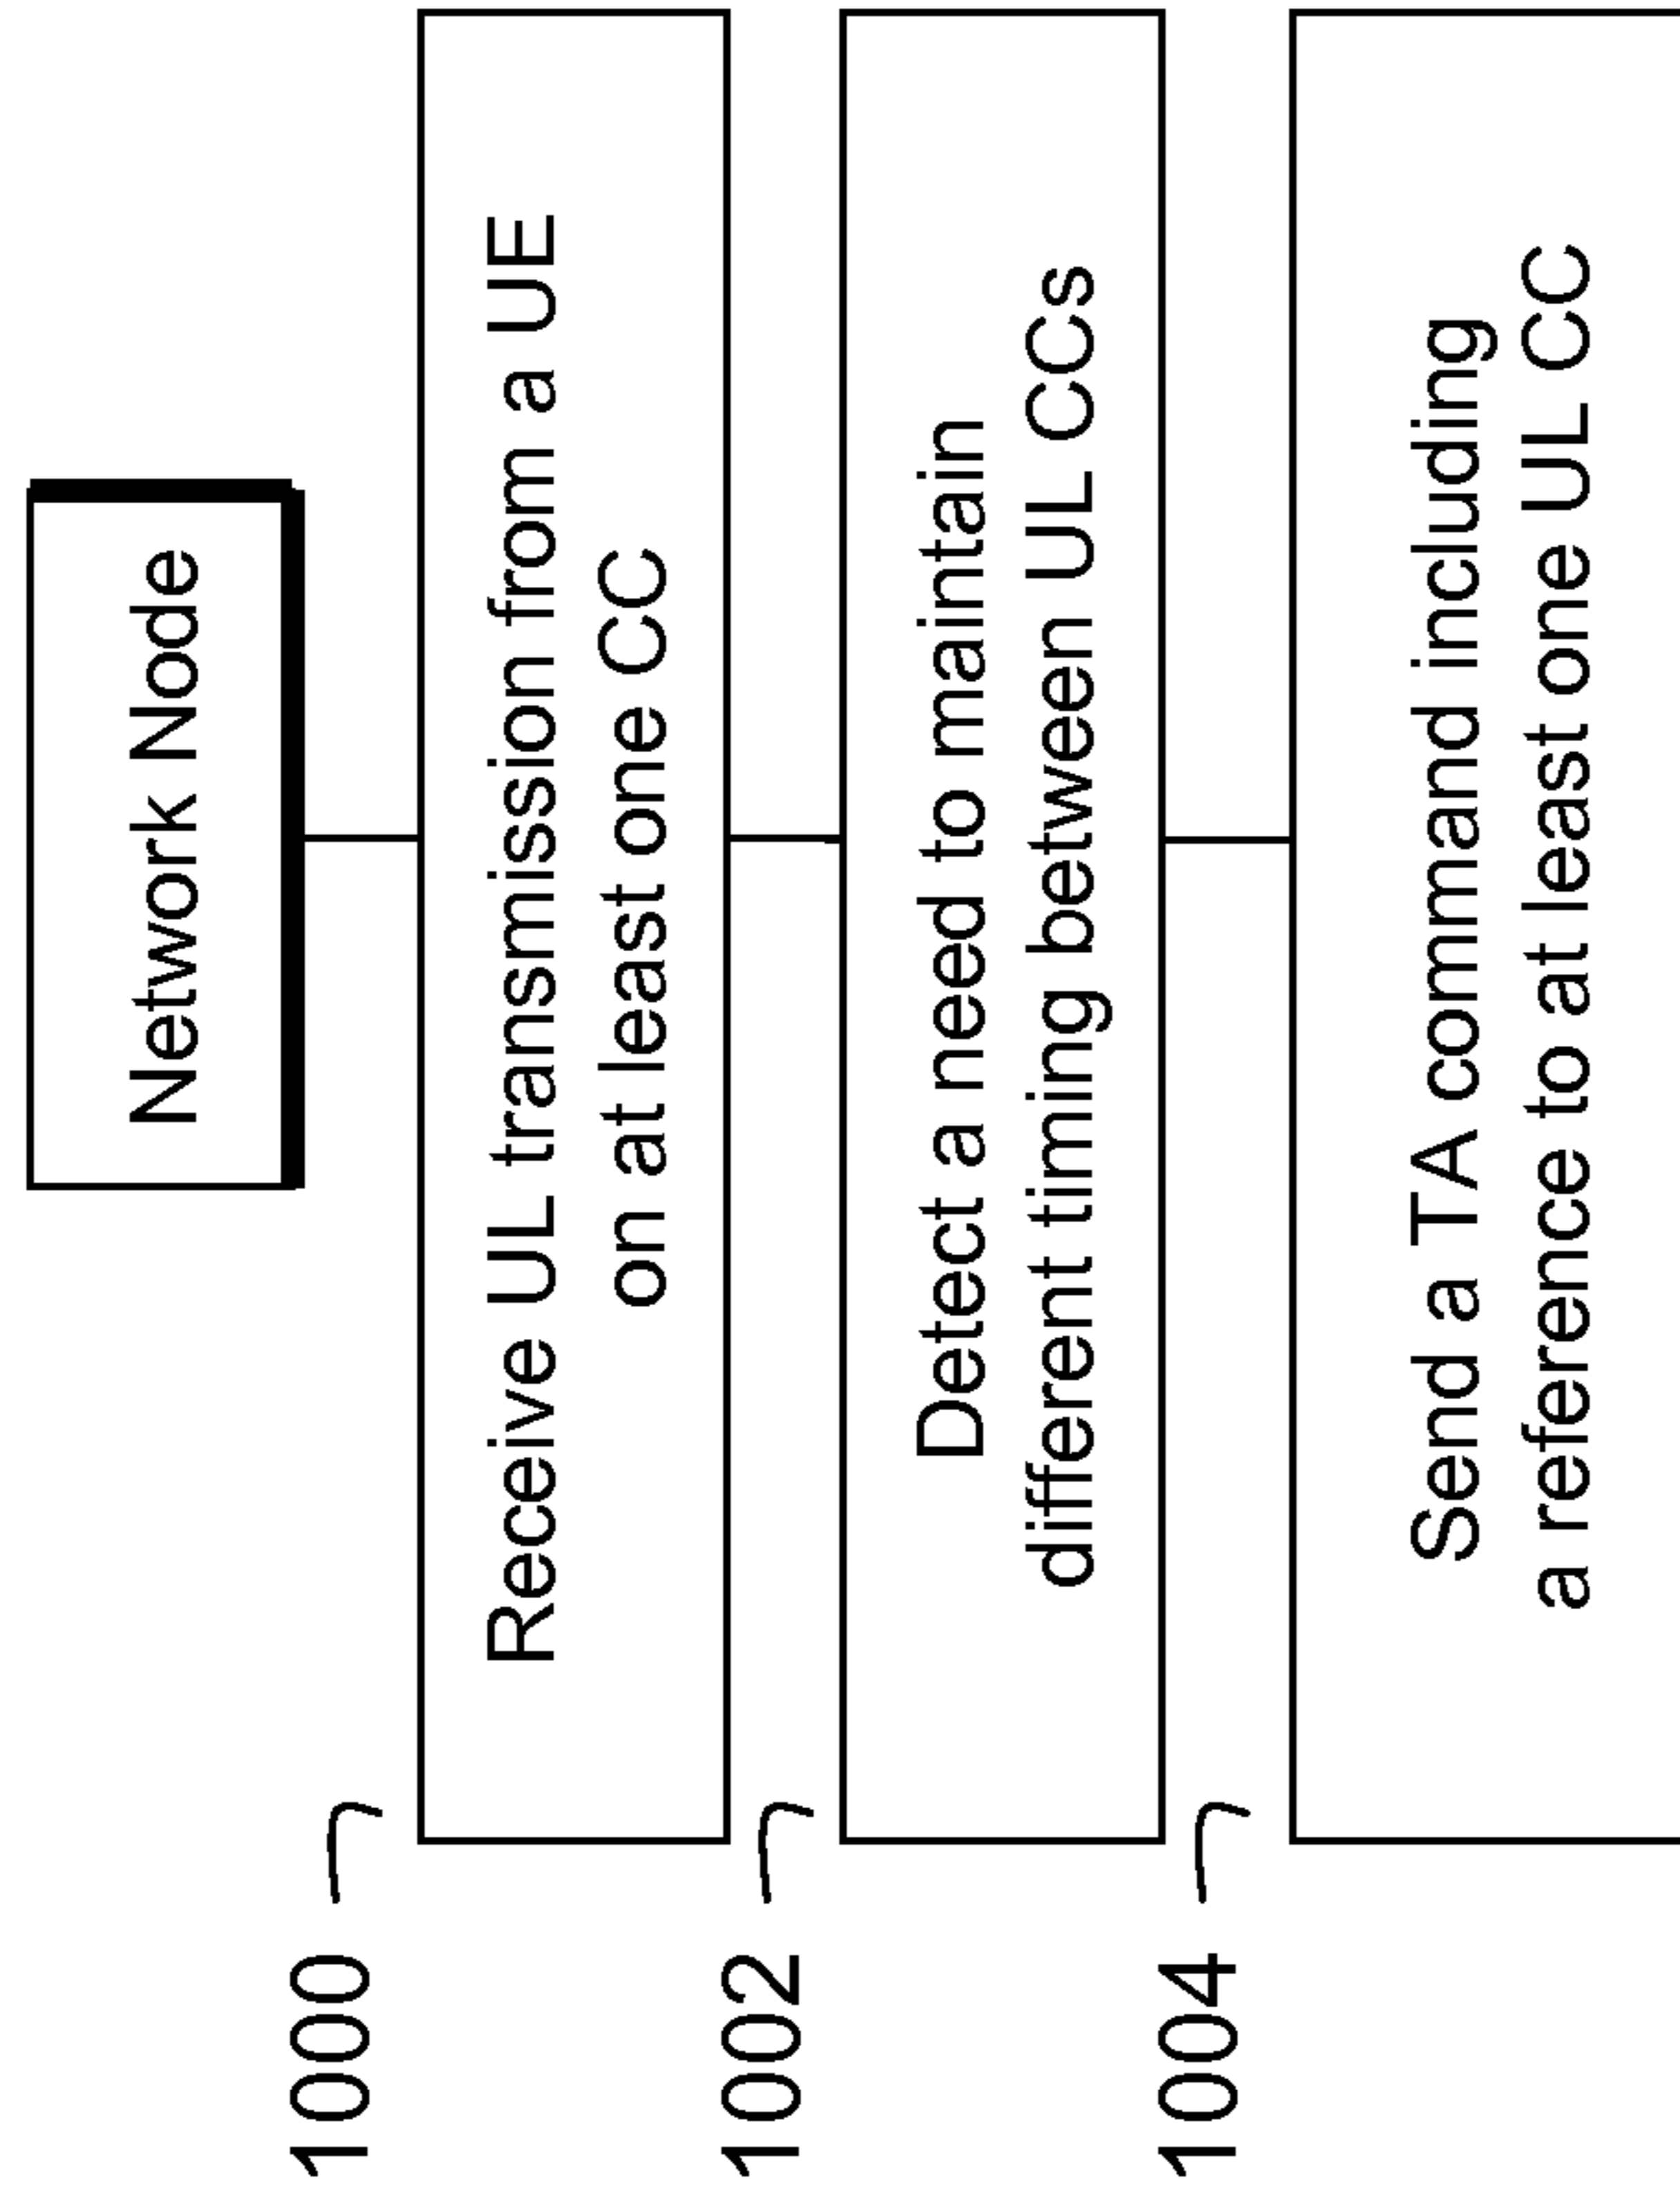 Network Node
1000
Receive UL transmission from a UE
on at least one CC
1002
Detect a need to maintain
different timing between UL CCs
1004
Send a TA command including
a reference to at least one UL CC